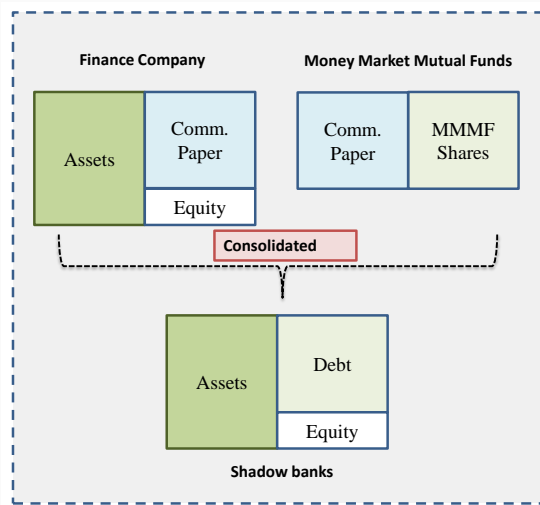 Finance Company
Money Market Mutual Funds
Assets
Comm.
Paper
Equity
Comm.
Paper
MMMF
Shares
Consolidated
Assets
Debt
Equity
Shadow banks